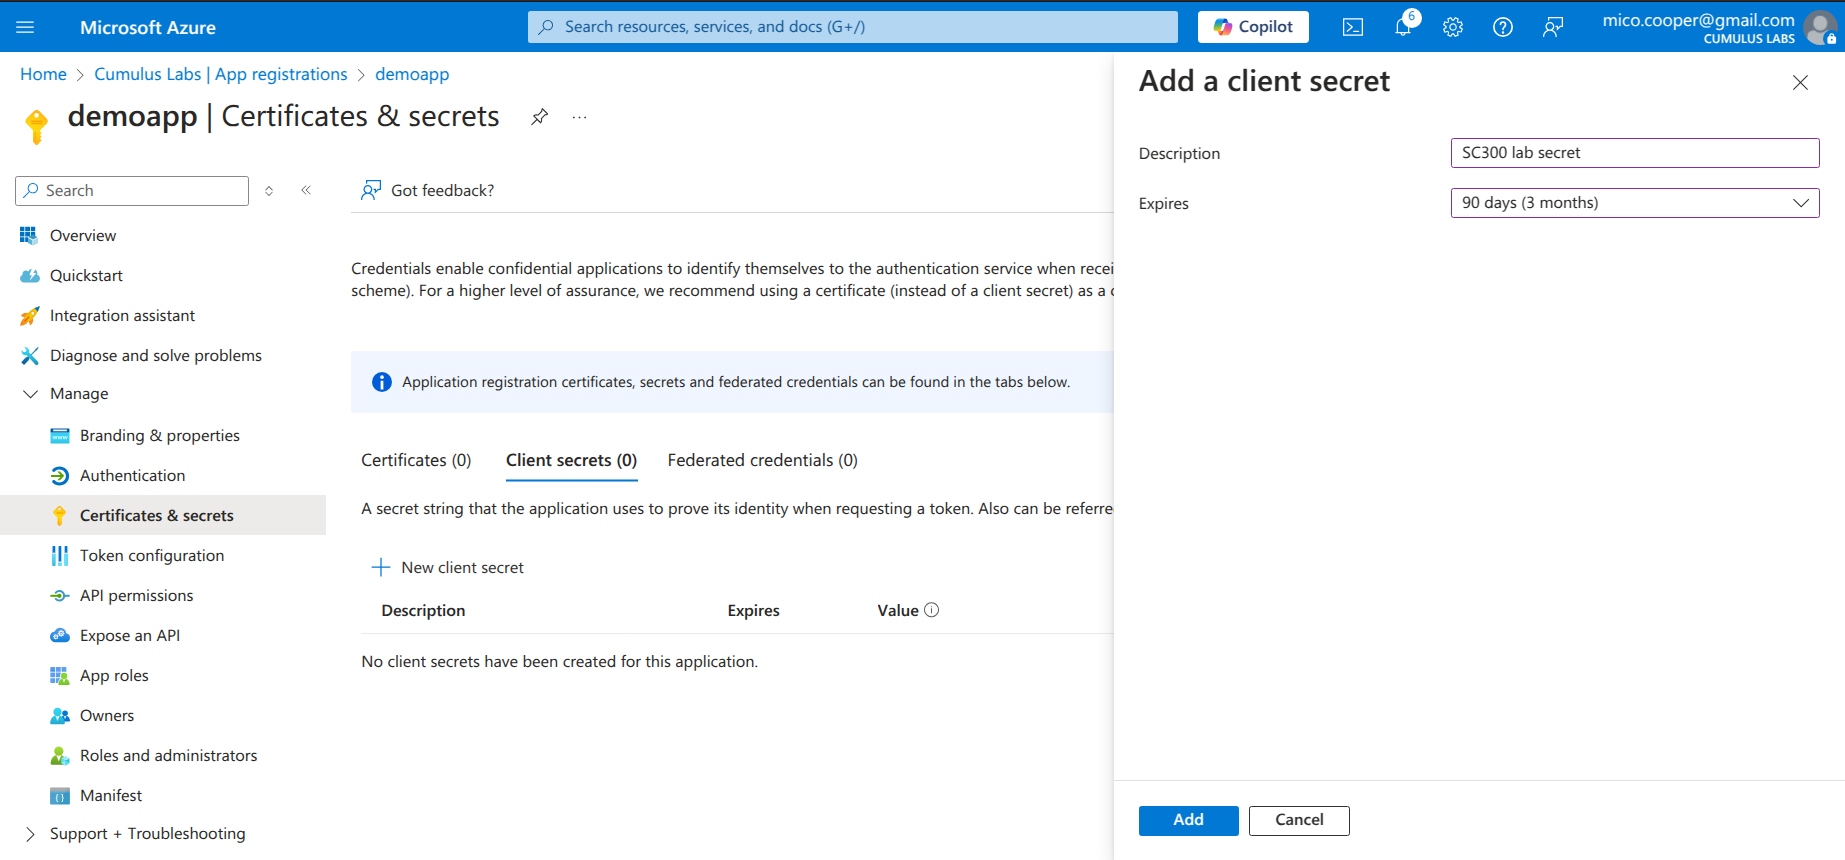 Microsoft Azure
Search resources, services, and docs (G+/)
Copilot
6
mico.cooper@gmail.com
CUMULUS LABS
Home > Cumulus Labs | App registrations > demoapp
demoapp | Certificates & secrets
...
Search
Overview
Quickstart
Integration assistant
Diagnose and solve problems
Manage
Branding & properties
Authentication
Certificates & secrets
Token configuration
API permissions
Expose an API
App roles
Owners
Roles and administrators
Manifest
Support + Troubleshooting
Got feedback?
Credentials enable confidential applications to identify themselves to the authentication service when recei
scheme). For a higher level of assurance, we recommend using a certificate (instead of a client secret) as a c
Application registration certificates, secrets and federated credentials can be found in the tabs below.
Certificates (0) Client secrets (0) Federated credentials (0)
A secret string that the application uses to prove its identity when requesting a token. Also can be referre
New client secret
Description Expires Value
No client secrets have been created for this application.
Add a client secret
Description SC300 lab secret
Expires 90 days (3 months)
Add Cancel